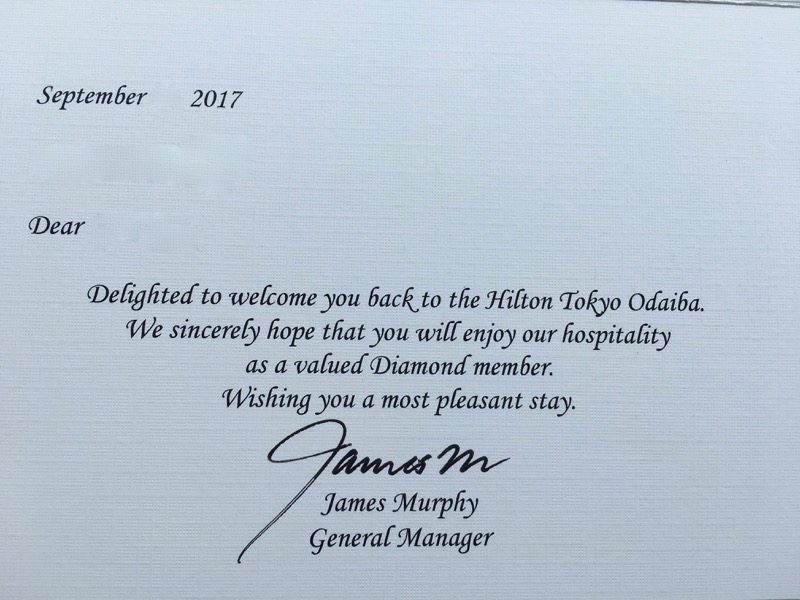 September 2017
Dear
Delighted to welcome you back to the Hilton Tokyo Odaiba.
We sincerely hope that you will enjoy our hospitality
as a valued Diamond member.
Wishing you a most pleasant stay.
James M
James Murphy
General Manager